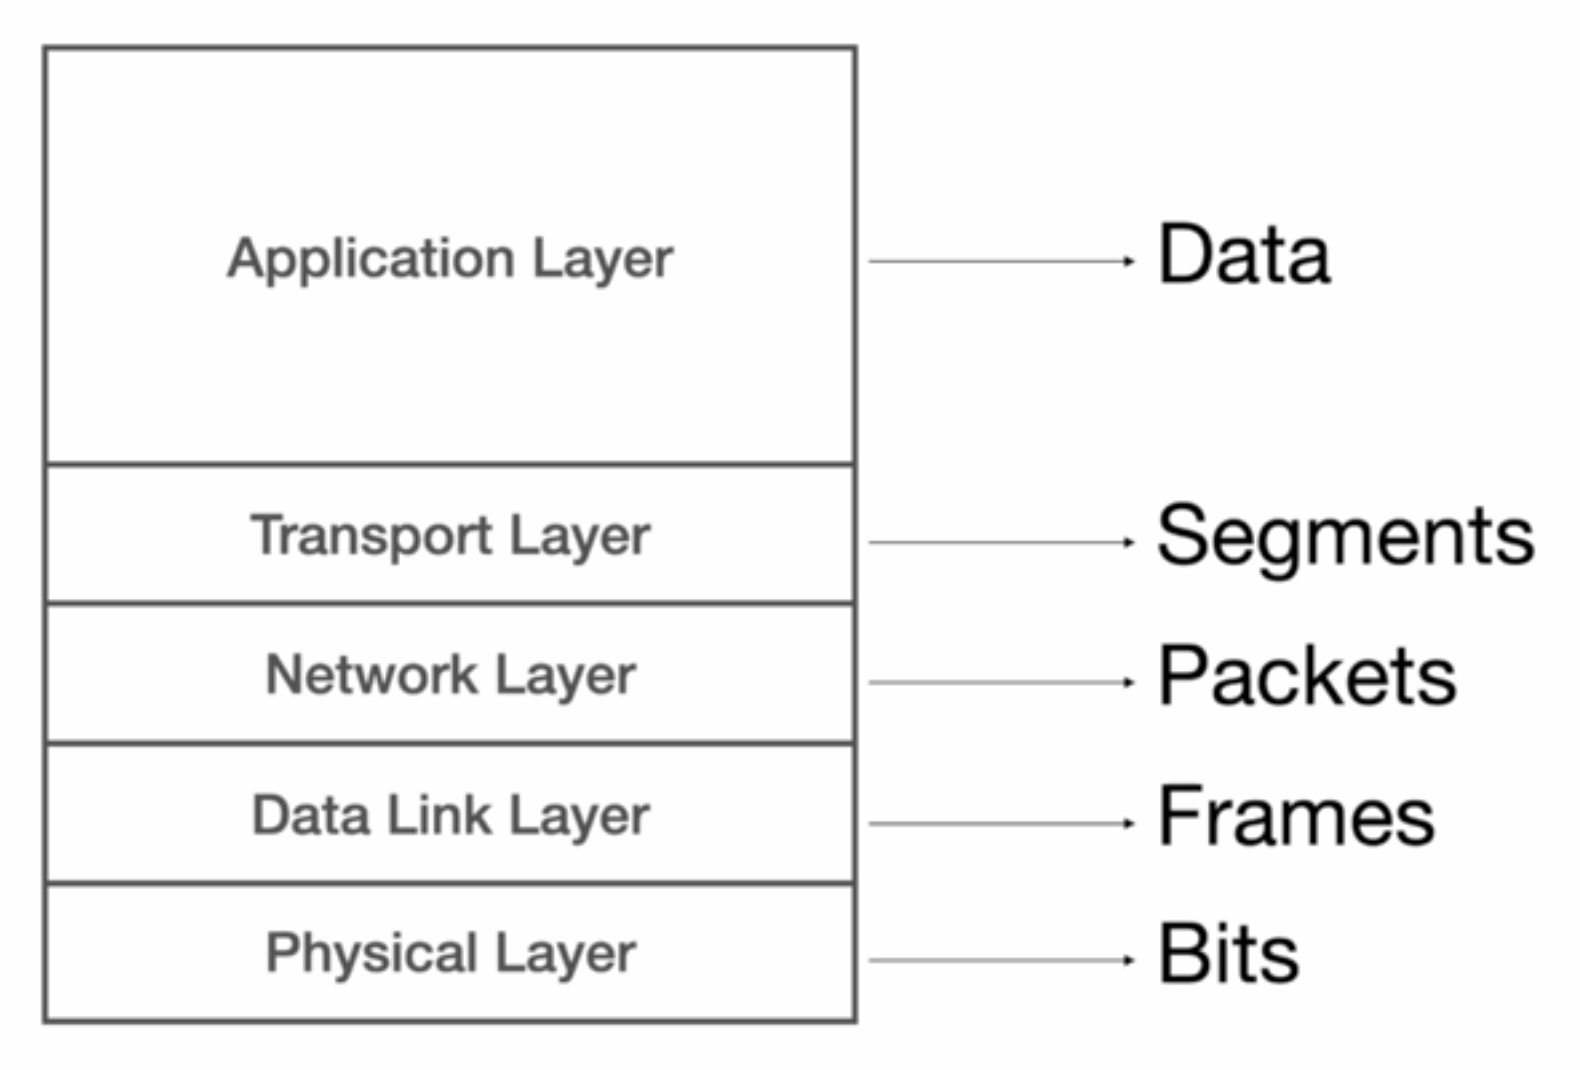 Application Layer
Data
Transport Layer
Segments
Network Layer
Packets
Data Link Layer
Frames
Physical Layer
Bits